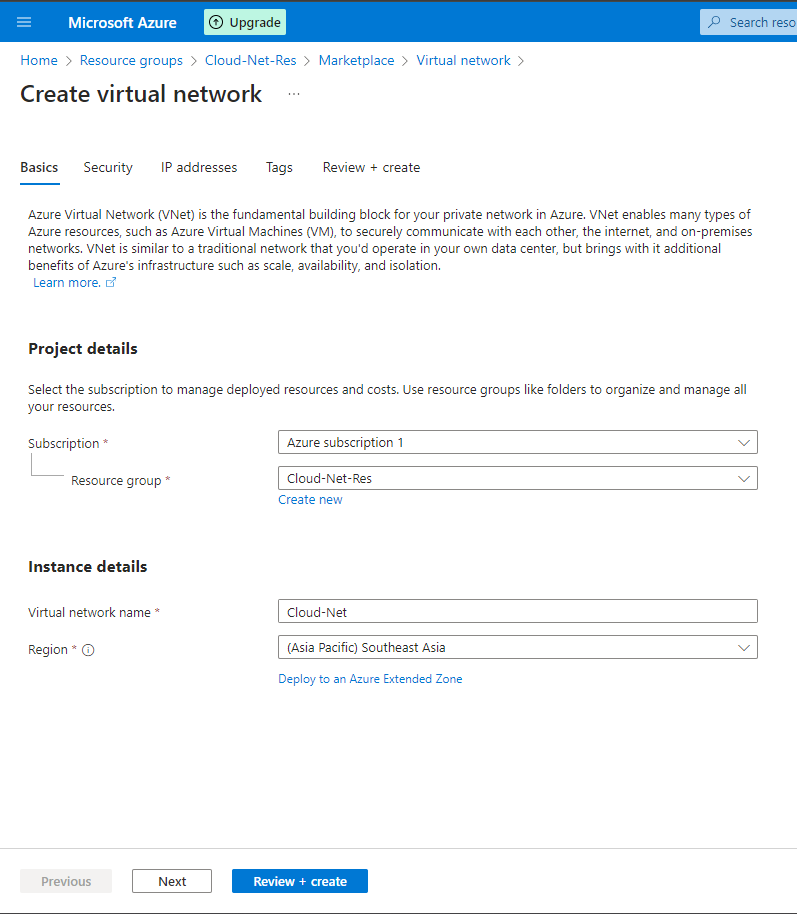 Microsoft Azure
Upgrade
Search reso
Home > Resource groups > Cloud-Net-Res > Marketplace > Virtual network >
Create virtual network ...
Basics
Security
IP addresses
Tags
Review + create
Azure Virtual Network (VNet) is the fundamental building block for your private network in Azure. VNet enables many types of
Azure resources, such as Azure Virtual Machines (VM), to securely communicate with each other, the internet, and on-premises
networks. VNet is similar to a traditional network that you'd operate in your own data center, but brings with it additional
benefits of Azure's infrastructure such as scale, availability, and isolation.
Learn more.
Project details
Select the subscription to manage deployed resources and costs. Use resource groups like folders to organize and manage all
your resources.
Subscription *
Azure subscription 1
Resource group *
Cloud-Net-Res
Create new
Instance details
Virtual network name *
Cloud-Net
Region *
(Asia Pacific) Southeast Asia
Deploy to an Azure Extended Zone
Previous
Next
Review + create